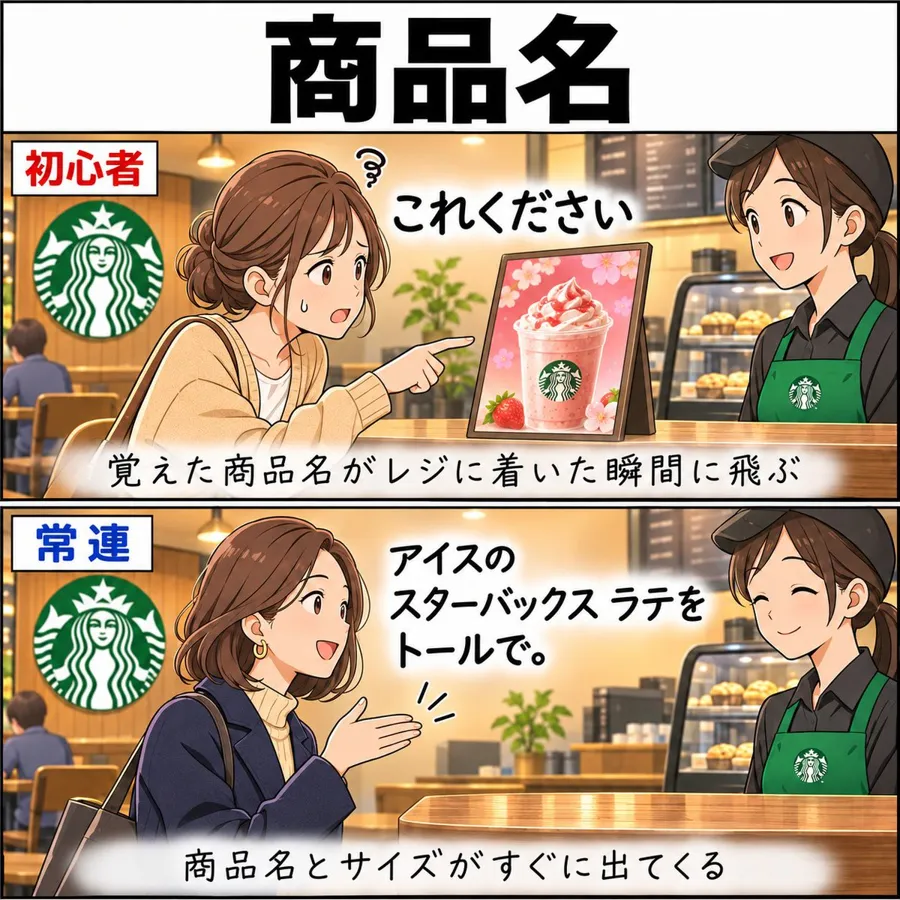 商品名
初心者
これください
覚えた商品名がレジに着いた瞬間に飛ぶ
常連
アイスの
スターバックス ラテを
トールで。
商品名とサイズがすぐに出てくる